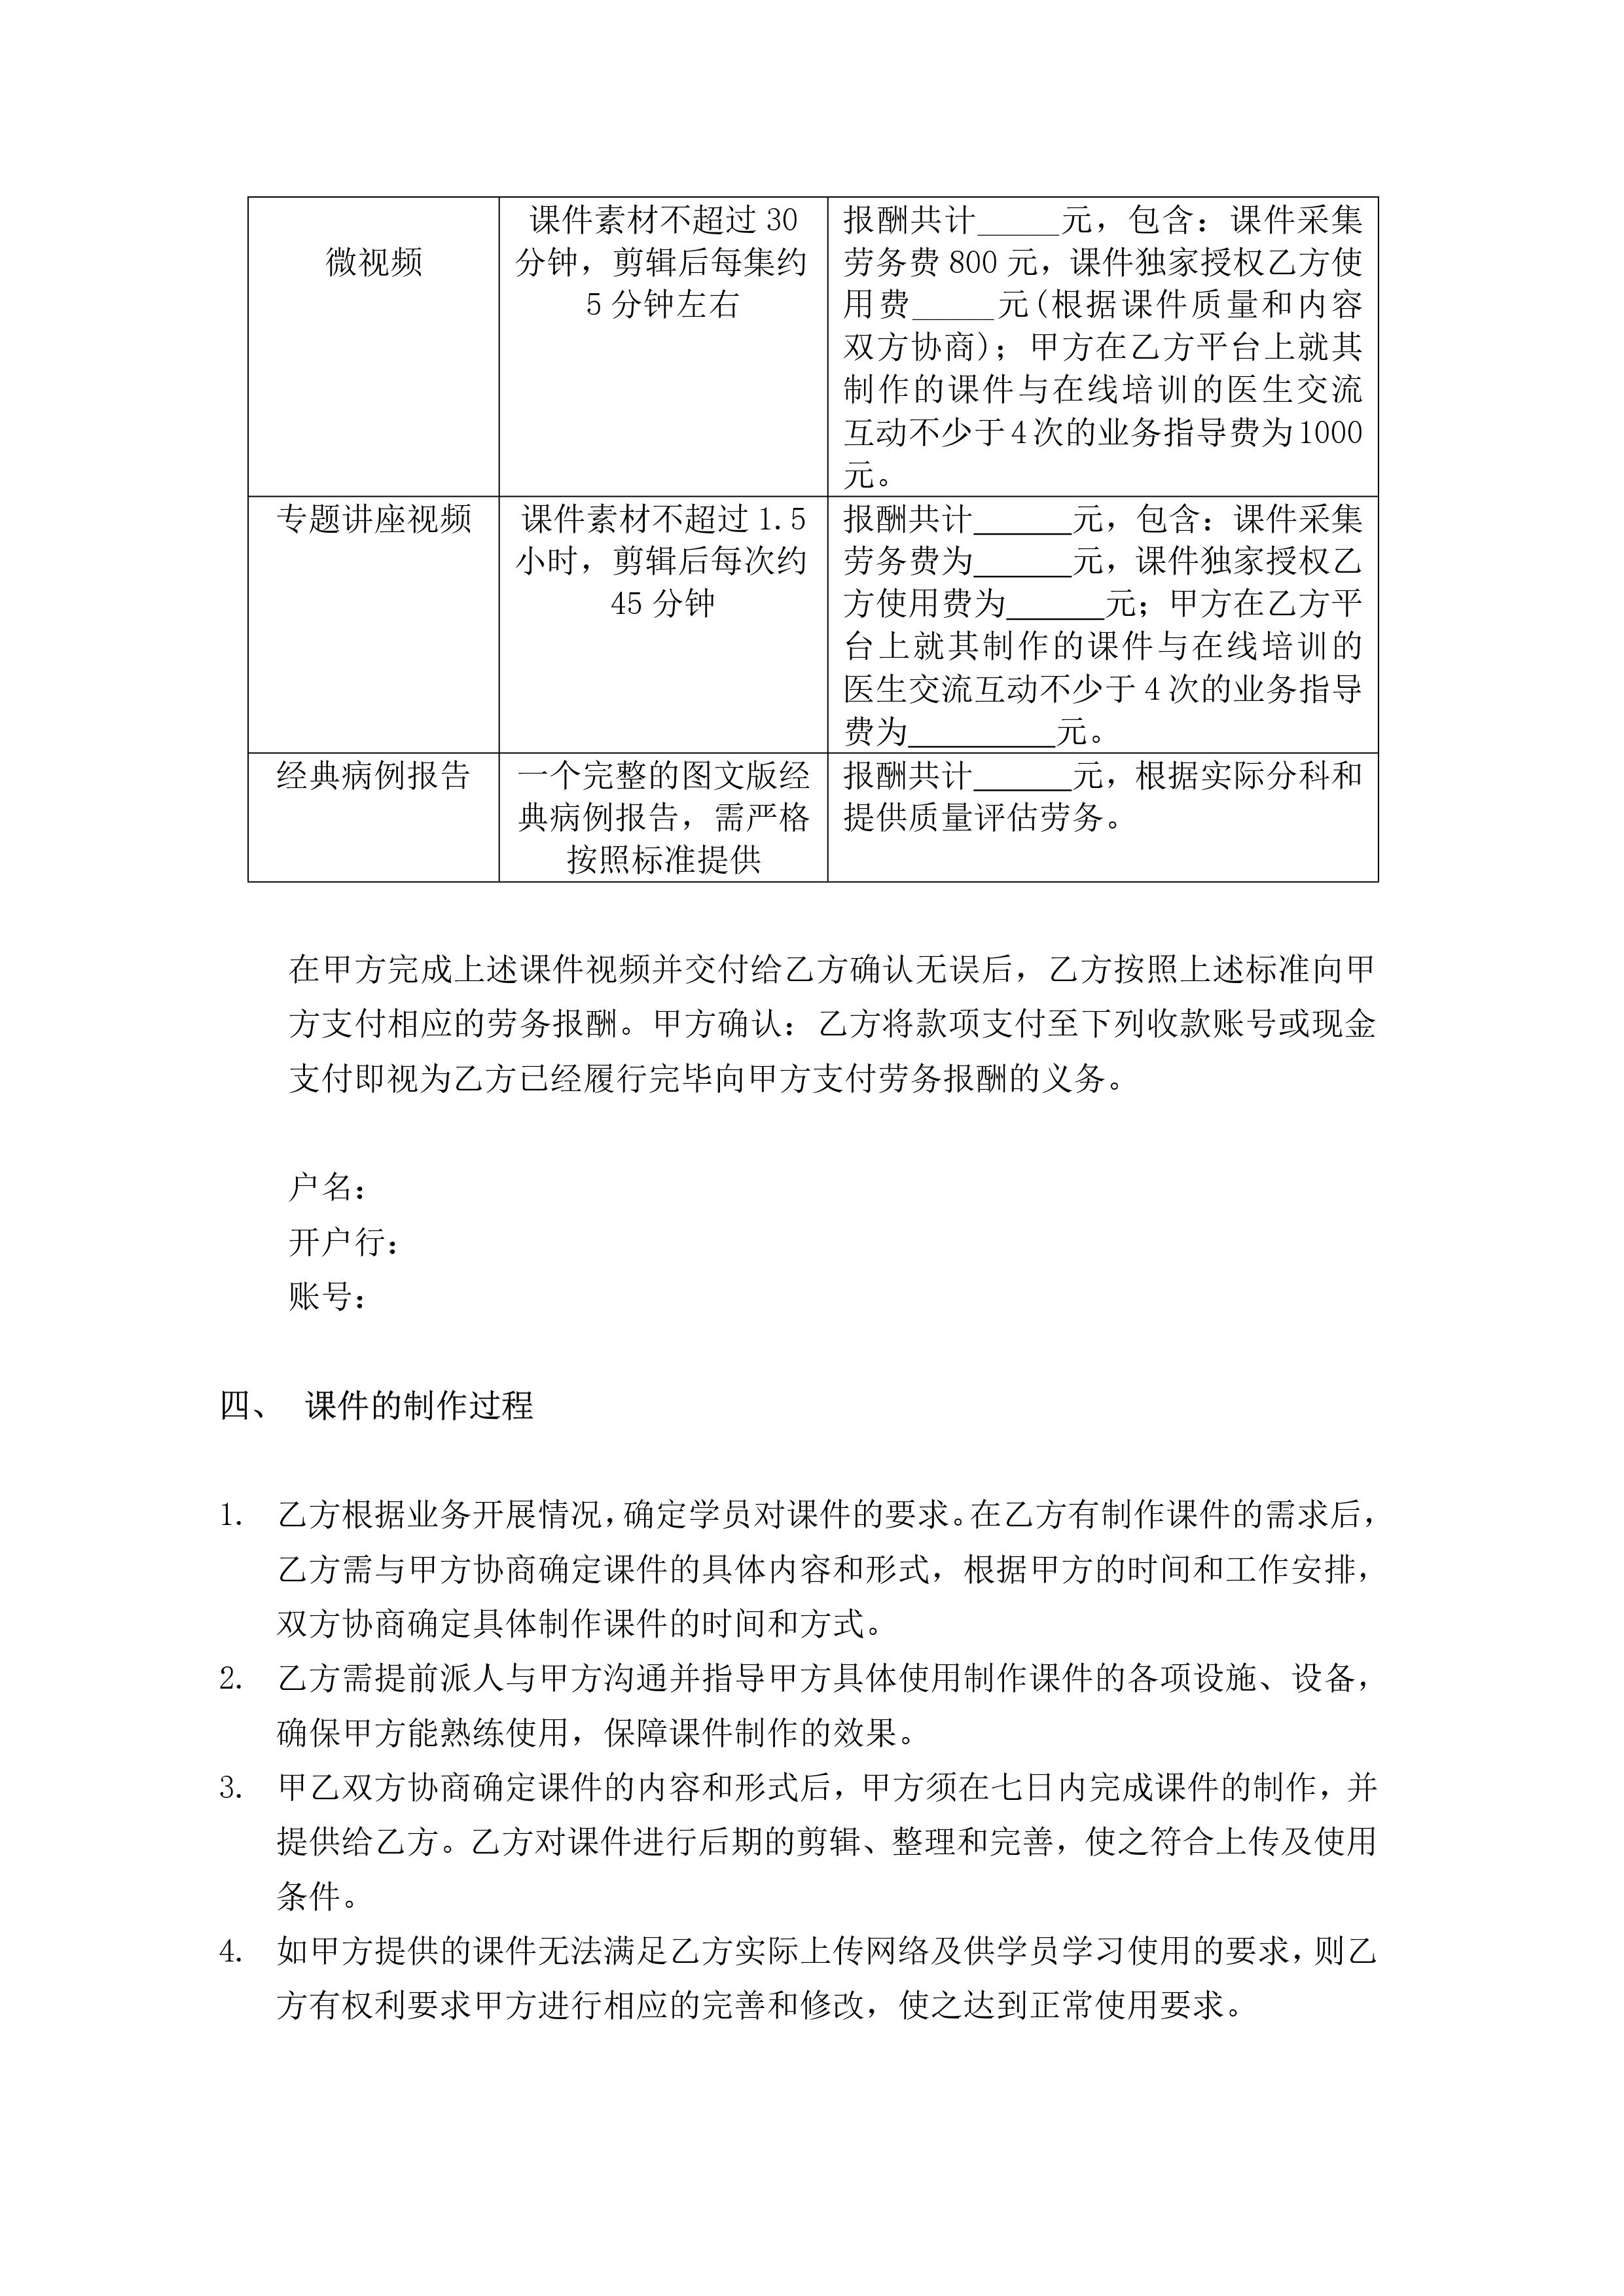 微视频
课件素材不超过 30
分钟，剪辑后每集约
5 分钟左右
报酬共计_____元，包含：课件采集
劳务费 800 元，课件独家授权乙方使
用费_____元(根据课件质量和内容
双方协商)；甲方在乙方平台上就其
制作的课件与在线培训的医生交流
互动不少于 4 次的业务指导费为 1000
元。
专题讲座视频
课件素材不超过 1.5
小时，剪辑后每次约
45 分钟
报酬共计______元，包含：课件采集
劳务费为______元，课件独家授权乙
方使用费为______元；甲方在乙方平
台上就其制作的课件与在线培训的
医生交流互动不少于 4 次的业务指导
费为_________元。
经典病例报告
一个完整的图文版经
典病例报告，需严格
按照标准提供
报酬共计______元，根据实际分科和
提供质量评估劳务。
在甲方完成上述课件视频并交付给乙方确认无误后，乙方按照上述标准向甲
方支付相应的劳务报酬。甲方确认：乙方将款项支付至下列收款账号或现金
支付即视为乙方已经履行完毕向甲方支付劳务报酬的义务。
户名：
开户行：
账号：
四、 课件的制作过程
1. 乙方根据业务开展情况，确定学员对课件的要求。在乙方有制作课件的需求后，
乙方需与甲方协商确定课件的具体内容和形式，根据甲方的时间和工作安排，
双方协商确定具体制作课件的时间和方式。
2. 乙方需提前派人与甲方沟通并指导甲方具体使用制作课件的各项设施、设备，
确保甲方能熟练使用，保障课件制作的效果。
3. 甲乙双方协商确定课件的内容和形式后，甲方须在七日内完成课件的制作，并
提供给乙方。乙方对课件进行后期的剪辑、整理和完善，使之符合上传及使用
条件。
4. 如甲方提供的课件无法满足乙方实际上传网络及供学员学习使用的要求，则乙
方有权利要求甲方进行相应的完善和修改，使之达到正常使用要求。